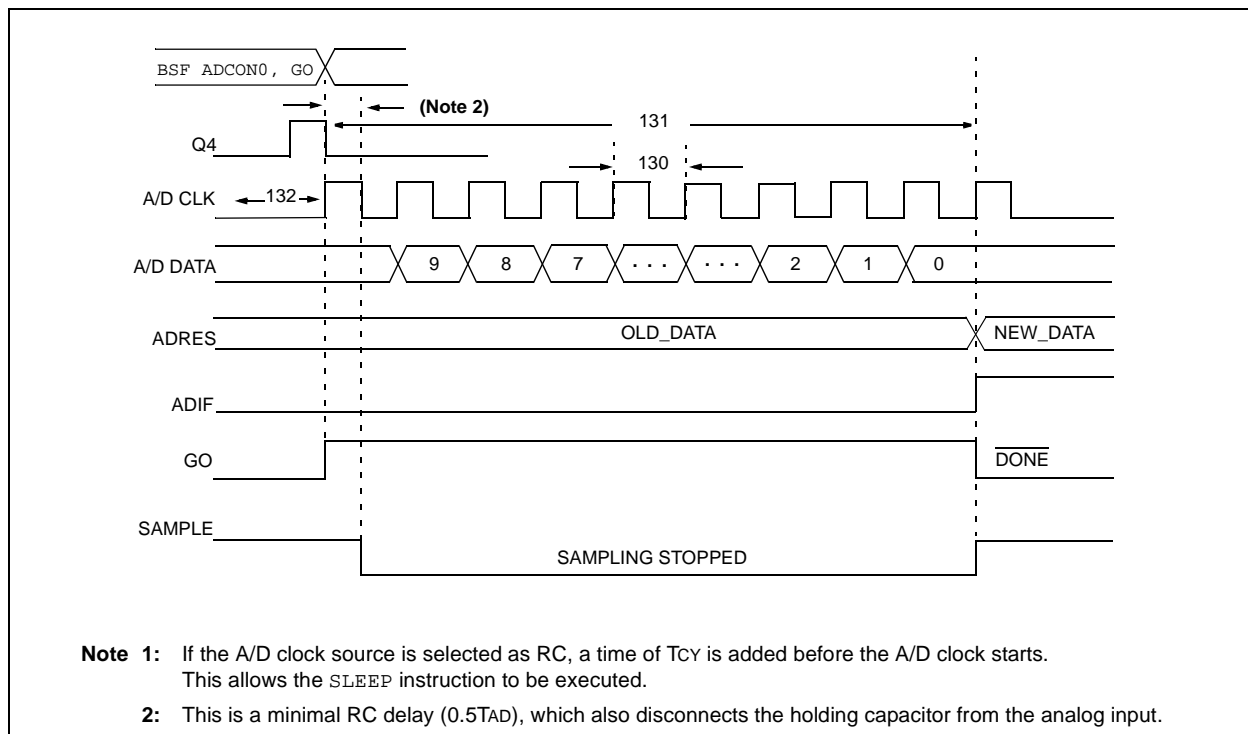 BSF ADCON0, GO
(Note 2)
131
Q4
130
A/D CLK
132
A/D DATA
9 8 7 . . . . . . 2 1 0
ADRES
OLD_DATA
NEW_DATA
ADIF
GO
DONE
SAMPLE
SAMPLING STOPPED
Note 1: If the A/D clock source is selected as RC, a time of TCY is added before the A/D clock starts.
This allows the SLEEP instruction to be executed.
2: This is a minimal RC delay (0.5TAD), which also disconnects the holding capacitor from the analog input.